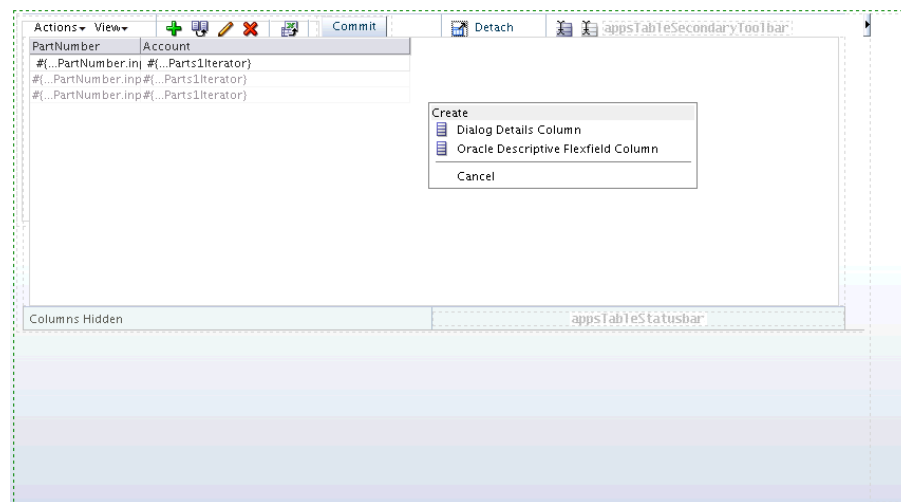 Actions View Commit Detach appsTableSecondaryToolbar
PartNumber Account
#{...PartNumber.inp #{...Parts1Iterator}
#{...PartNumber.inp#{...Parts1Iterator}
#{...PartNumber.inp#{...Parts1Iterator}
Create
Dialog Details Column
Oracle Descriptive Flexfield Column
Cancel
Columns Hidden appsTableStatusbar